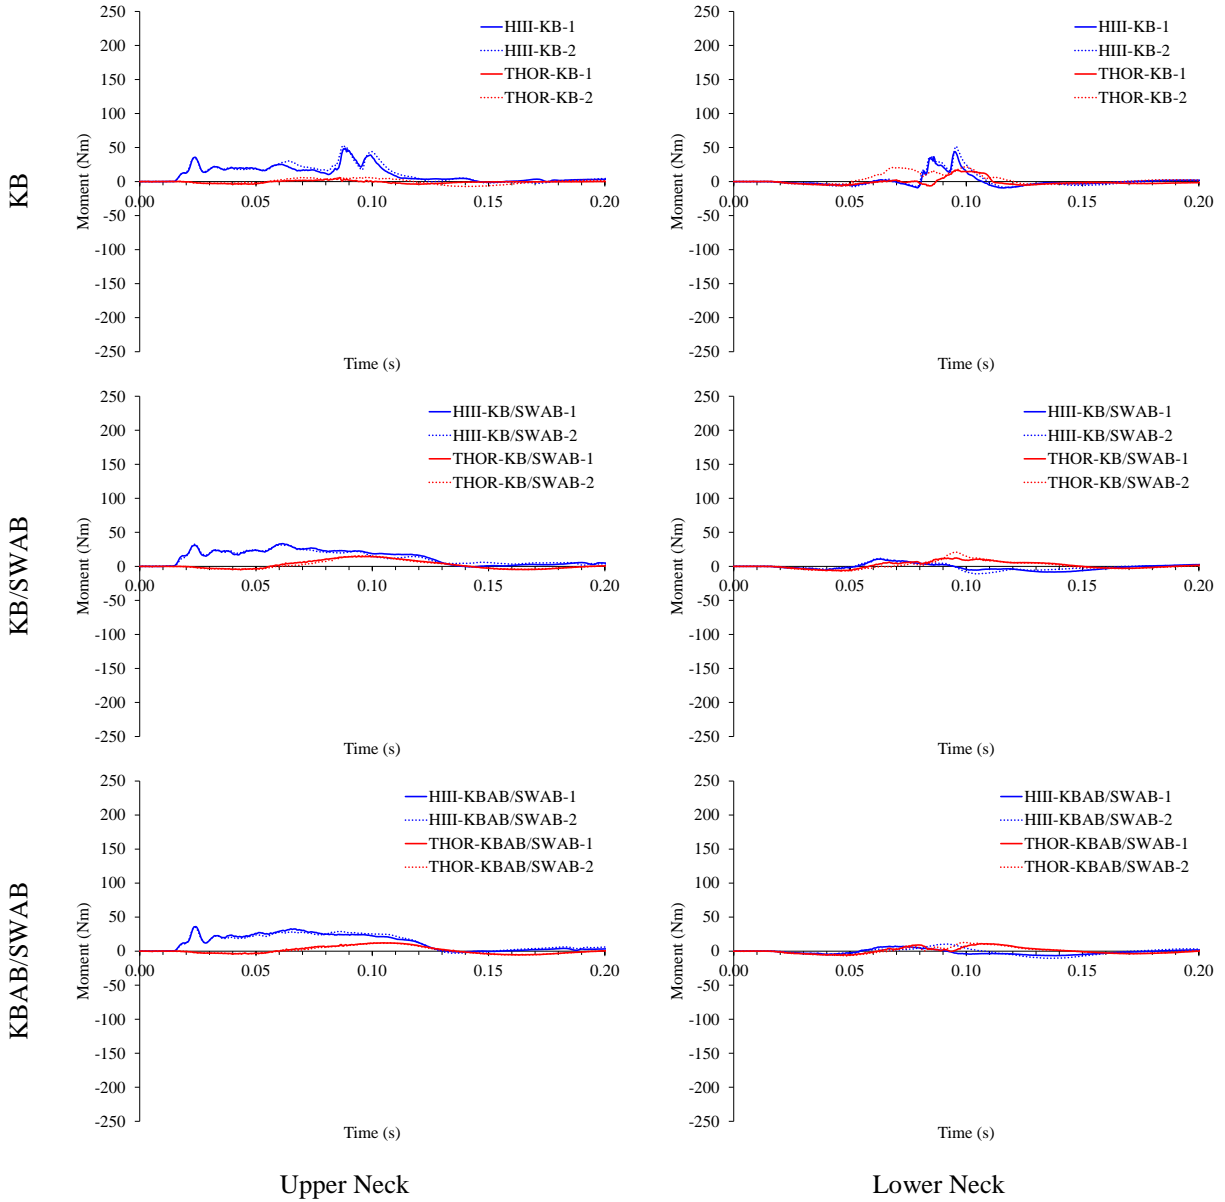 KB
Moment (Nm)
250
200
150
100
50
0
-50
-100
-150
-200
-250
0.00 0.05 0.10 0.15 0.20
Time (s)
HIII-KB-1
HIII-KB-2
THOR-KB-1
THOR-KB-2
Moment (Nm)
250
200
150
100
50
0
-50
-100
-150
-200
-250
0.00 0.05 0.10 0.15 0.20
Time (s)
HIII-KB-1
HIII-KB-2
THOR-KB-1
THOR-KB-2
KB/SWAB
Moment (Nm)
250
200
150
100
50
0
-50
-100
-150
-200
-250
0.00 0.05 0.10 0.15 0.20
Time (s)
HIII-KB/SWAB-1
HIII-KB/SWAB-2
THOR-KB/SWAB-1
THOR-KB/SWAB-2
Moment (Nm)
250
200
150
100
50
0
-50
-100
-150
-200
-250
0.00 0.05 0.10 0.15 0.20
Time (s)
HIII-KB/SWAB-1
HIII-KB/SWAB-2
THOR-KB/SWAB-1
THOR-KB/SWAB-2
KBAB/SWAB
Moment (Nm)
250
200
150
100
50
0
-50
-100
-150
-200
-250
0.00 0.05 0.10 0.15 0.20
Time (s)
HIII-KBAB/SWAB-1
HIII-KBAB/SWAB-2
THOR-KBAB/SWAB-1
THOR-KBAB/SWAB-2
Moment (Nm)
250
200
150
100
50
0
-50
-100
-150
-200
-250
0.00 0.05 0.10 0.15 0.20
Time (s)
HIII-KBAB/SWAB-1
HIII-KBAB/SWAB-2
THOR-KBAB/SWAB-1
THOR-KBAB/SWAB-2
Upper Neck
Lower Neck